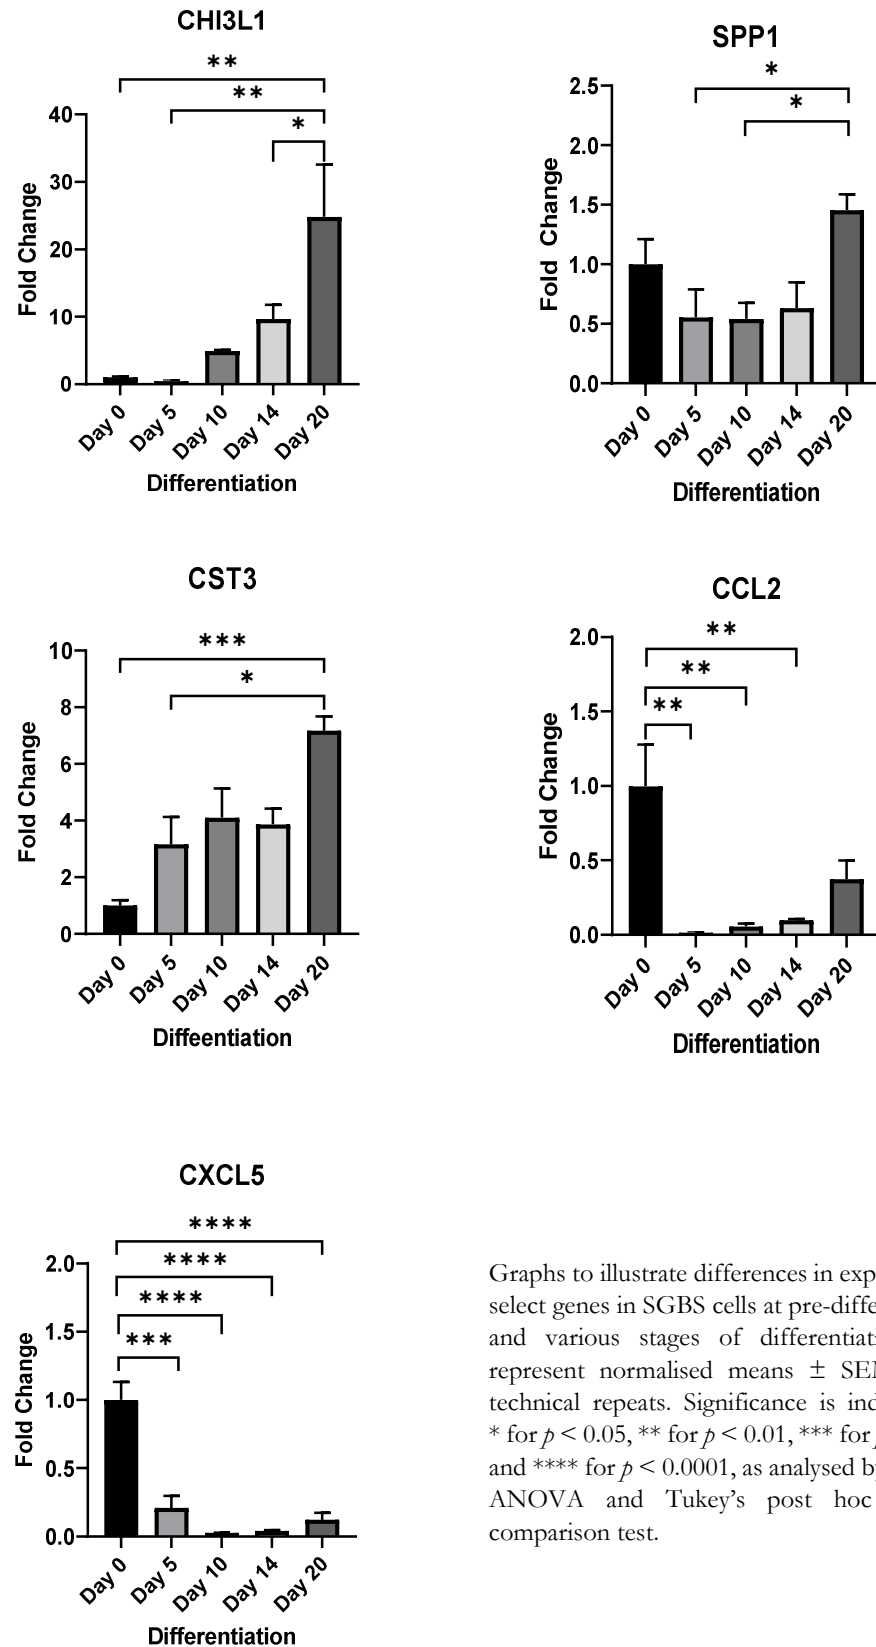 CHI3L1
**
**
*
40
30
20
10
0
Fold Change
Day 0
Day 5
Day 10
Day 14
Day 20
Differentiation
SPP1
*
*
2.5
2.0
1.5
1.0
0.5
0.0
Fold Change
Day 0
Day 5
Day 10
Day 14
Day 20
Differentiation
CST3
***
*
10
8
6
4
2
0
Fold Change
Day 0
Day 5
Day 10
Day 14
Day 20
Diffeentiation
CCL2
**
**
**
2.0
1.5
1.0
0.5
0.0
Fold Change
Day 0
Day 5
Day 10
Day 14
Day 20
Differentiation
CXCL5
****
****
****
***
2.0
1.5
1.0
0.5
0.0
Fold Change
Day 0
Day 5
Day 10
Day 14
Day 20
Differentiation
Graphs to illustrate differences in exp
select genes in SGBS cells at pre-diffe
and various stages of differentiati
represent normalised means ± SE
technical repeats. Significance is ind
* for p < 0.05, ** for p < 0.01, *** for
and **** for p < 0.0001, as analysed b
ANOVA and Tukey's post hoc
comparison test.